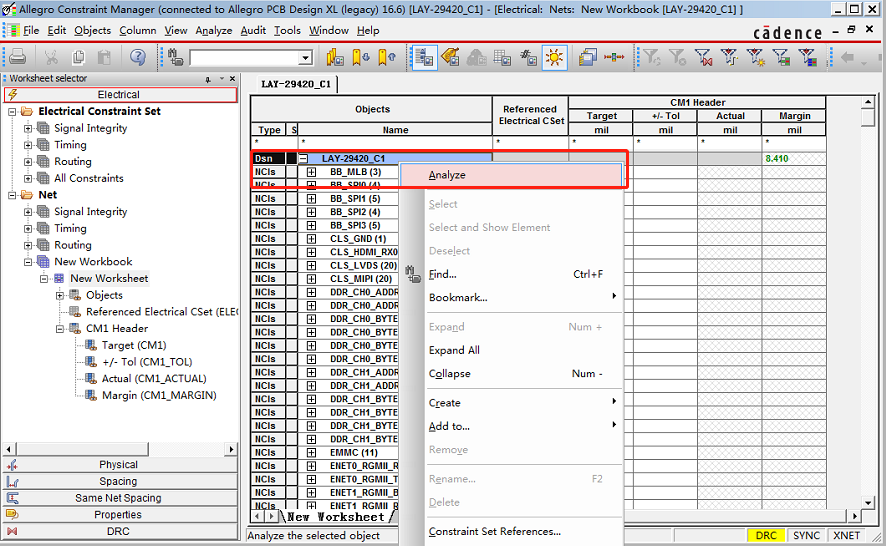 Allegro Constraint Manager (connected to Allegro PCB Design XL (legacy) 16.6) [LAY-29420_C1] - [Electrical: Nets: New Workbook [LAY-29420_C1] ]
File Edit Objects Column View Analyze Audit Tools Window Help
cādence
Worksheet selector
Electrical
Electrical Constraint Set
Signal Integrity
Timing
Routing
All Constraints
Net
Signal Integrity
Timing
Routing
New Workbook
New Worksheet
Objects
Referenced Electrical CSet (ELEC
CM1 Header
Target (CM1)
+/- Tol (CM1_TOL)
Actual (CM1_ACTUAL)
Margin (CM1_MARGIN)
Physical
Spacing
Same Net Spacing
Properties
DRC
LAY-29420_C1
Objects
Referenced Electrical CSet
CM1 Header
Target +/- Tol Actual Margin
Type S Name
mil mil mil mil
* * * * * * *
Dsn LAY-29420_C1 8.410
NCls BB_MLB (3)
NCls BB_SPI0 (4)
NCls BB_SPI1 (5)
NCls BB_SPI2 (4)
NCls BB_SPI3 (5)
NCls CLS_GND (1)
NCls CLS_HDMI_RX0
NCls CLS_LVDS (20)
NCls CLS_MIPI (20)
NCls DDR_CH0_ADDR
NCls DDR_CH0_ADDR
NCls DDR_CH0_BYTE
NCls DDR_CH0_BYTE
NCls DDR_CH0_BYTE
NCls DDR_CH0_BYTE
NCls DDR_CH1_ADDR
NCls DDR_CH1_ADDR
NCls DDR_CH1_BYTE
NCls DDR_CH1_BYTE
NCls DDR_CH1_BYTE
NCls DDR_CH1_BYTE
NCls EMMC (11)
NCls ENET0_RGMII_R
NCls ENET0_RGMII_T
NCls ENET1_RGMII_B
NCls ENET1_RGMII_R
Analyze
Select
Select and Show Element
Deselect
Find... Ctrl+F
Bookmark...
Expand Num +
Expand All
Collapse Num -
Create
Add to...
Remove
Rename... F2
Delete
Constraint Set References...
New Worksheet
Analyze the selected object
DRC SYNC XNET